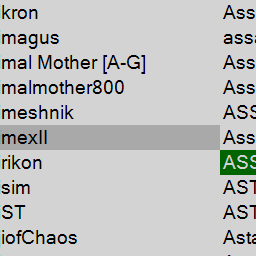 ikron Ass
magus assa
mal Mother [A-G] Ass
malmother800 Ass
meshnik ASS
mexII Ass
rikon ASS
sim AST
ST AST
iofChaos Asta